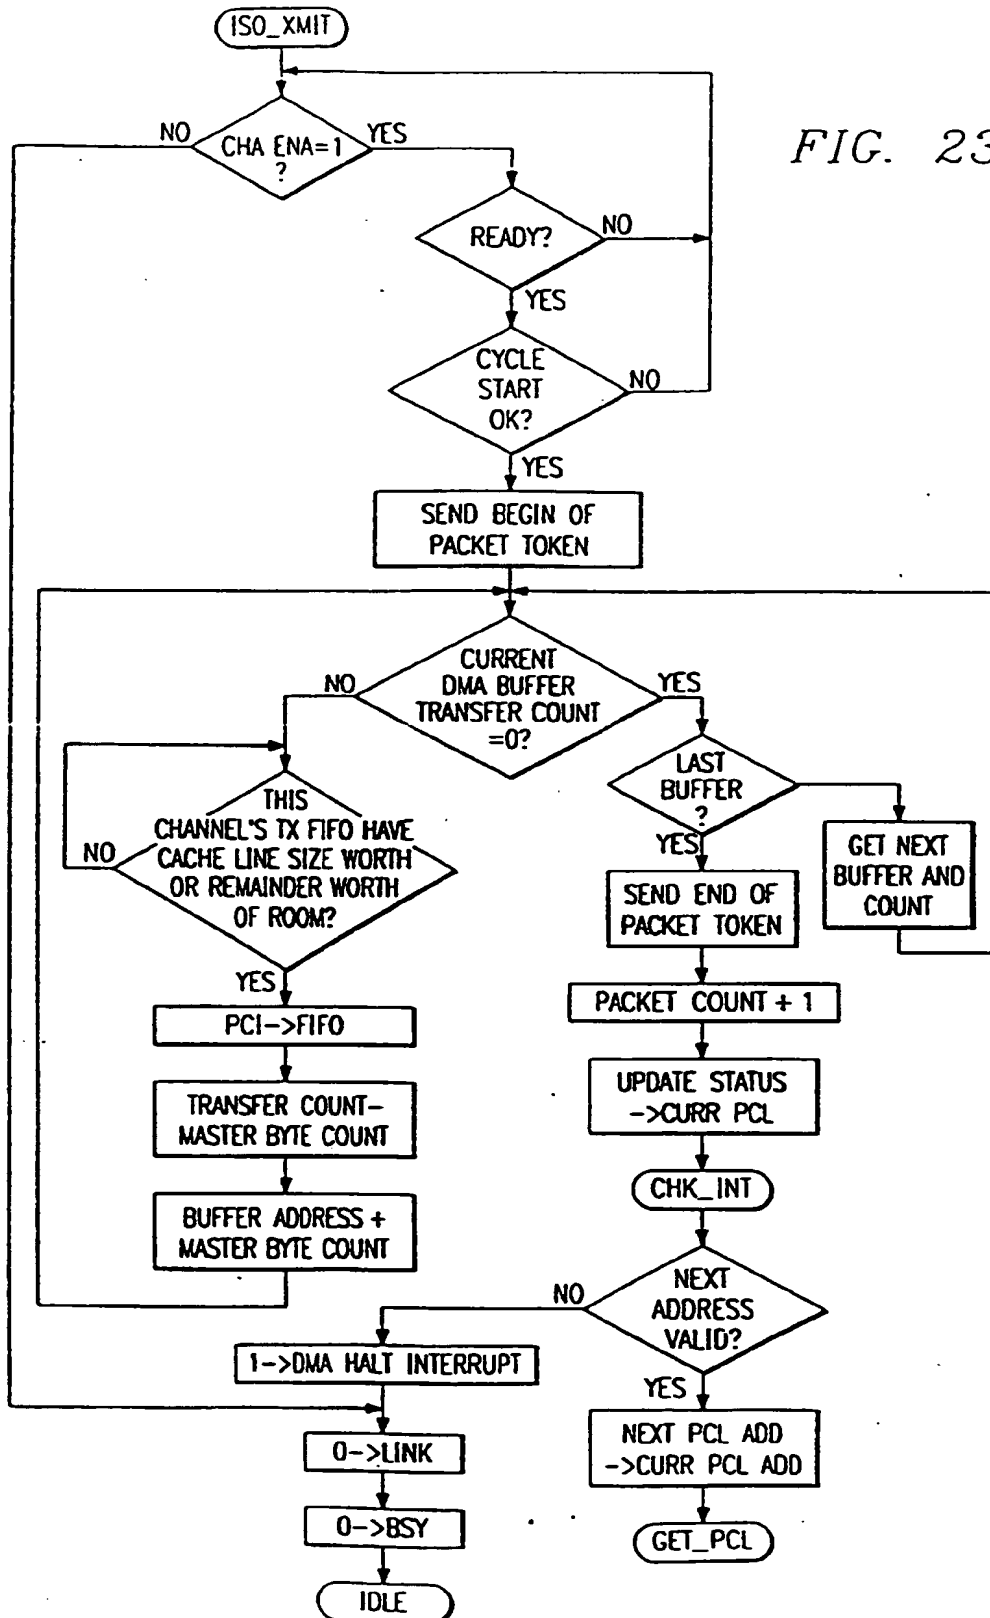 ISO_XMIT
NO
YES
CHA ENA=1
?
FIG. 23
READY?
NO
YES
CYCLE
START
OK?
NO
YES
SEND BEGIN OF
PACKET TOKEN
CURRENT
DMA BUFFER
TRANSFER COUNT
=0?
NO
YES
LAST
BUFFER
?
YES
THIS
CHANNEL'S TX FIFO HAVE
CACHE LINE SIZE WORTH
OR REMAINDER WORTH
OF ROOM?
NO
YES
GET NEXT
BUFFER AND
COUNT
SEND END OF
PACKET TOKEN
PCI->FIFO
PACKET COUNT + 1
TRANSFER COUNT-
MASTER BYTE COUNT
UPDATE STATUS
->CURR PCL
BUFFER ADDRESS +
MASTER BYTE COUNT
CHK_INT
NEXT
ADDRESS
VALID?
NO
YES
1->DMA HALT INTERRUPT
NEXT PCL ADD
->CURR PCL ADD
0->LINK
0->BSY
GET_PCL
IDLE